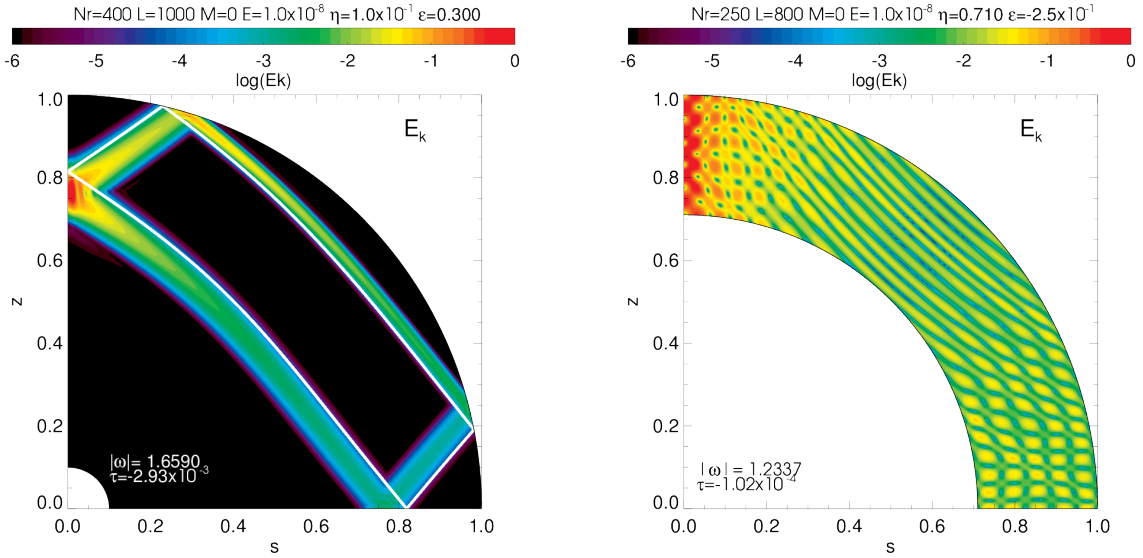 Nr=400 L=1000 M=0 E=1.0x10⁻⁸ η=1.0x10⁻¹ ε=0.300
-6 -5 -4 -3 -2 -1 0
log(Ek)
1.0
0.8
0.6
0.4
0.2
0.0
z
E_k
|ω|= 1.6590
τ=-2.93x10⁻³
0.0 0.2 0.4 0.6 0.8 1.0
s
Nr=250 L=800 M=0 E=1.0x10⁻⁸ η=0.710 ε=-2.5x10⁻¹
-6 -5 -4 -3 -2 -1 0
log(Ek)
1.0
0.8
0.6
0.4
0.2
0.0
z
E_k
|ω| = 1.2337
τ=-1.02x10⁻⁴
0.0 0.2 0.4 0.6 0.8 1.0
s